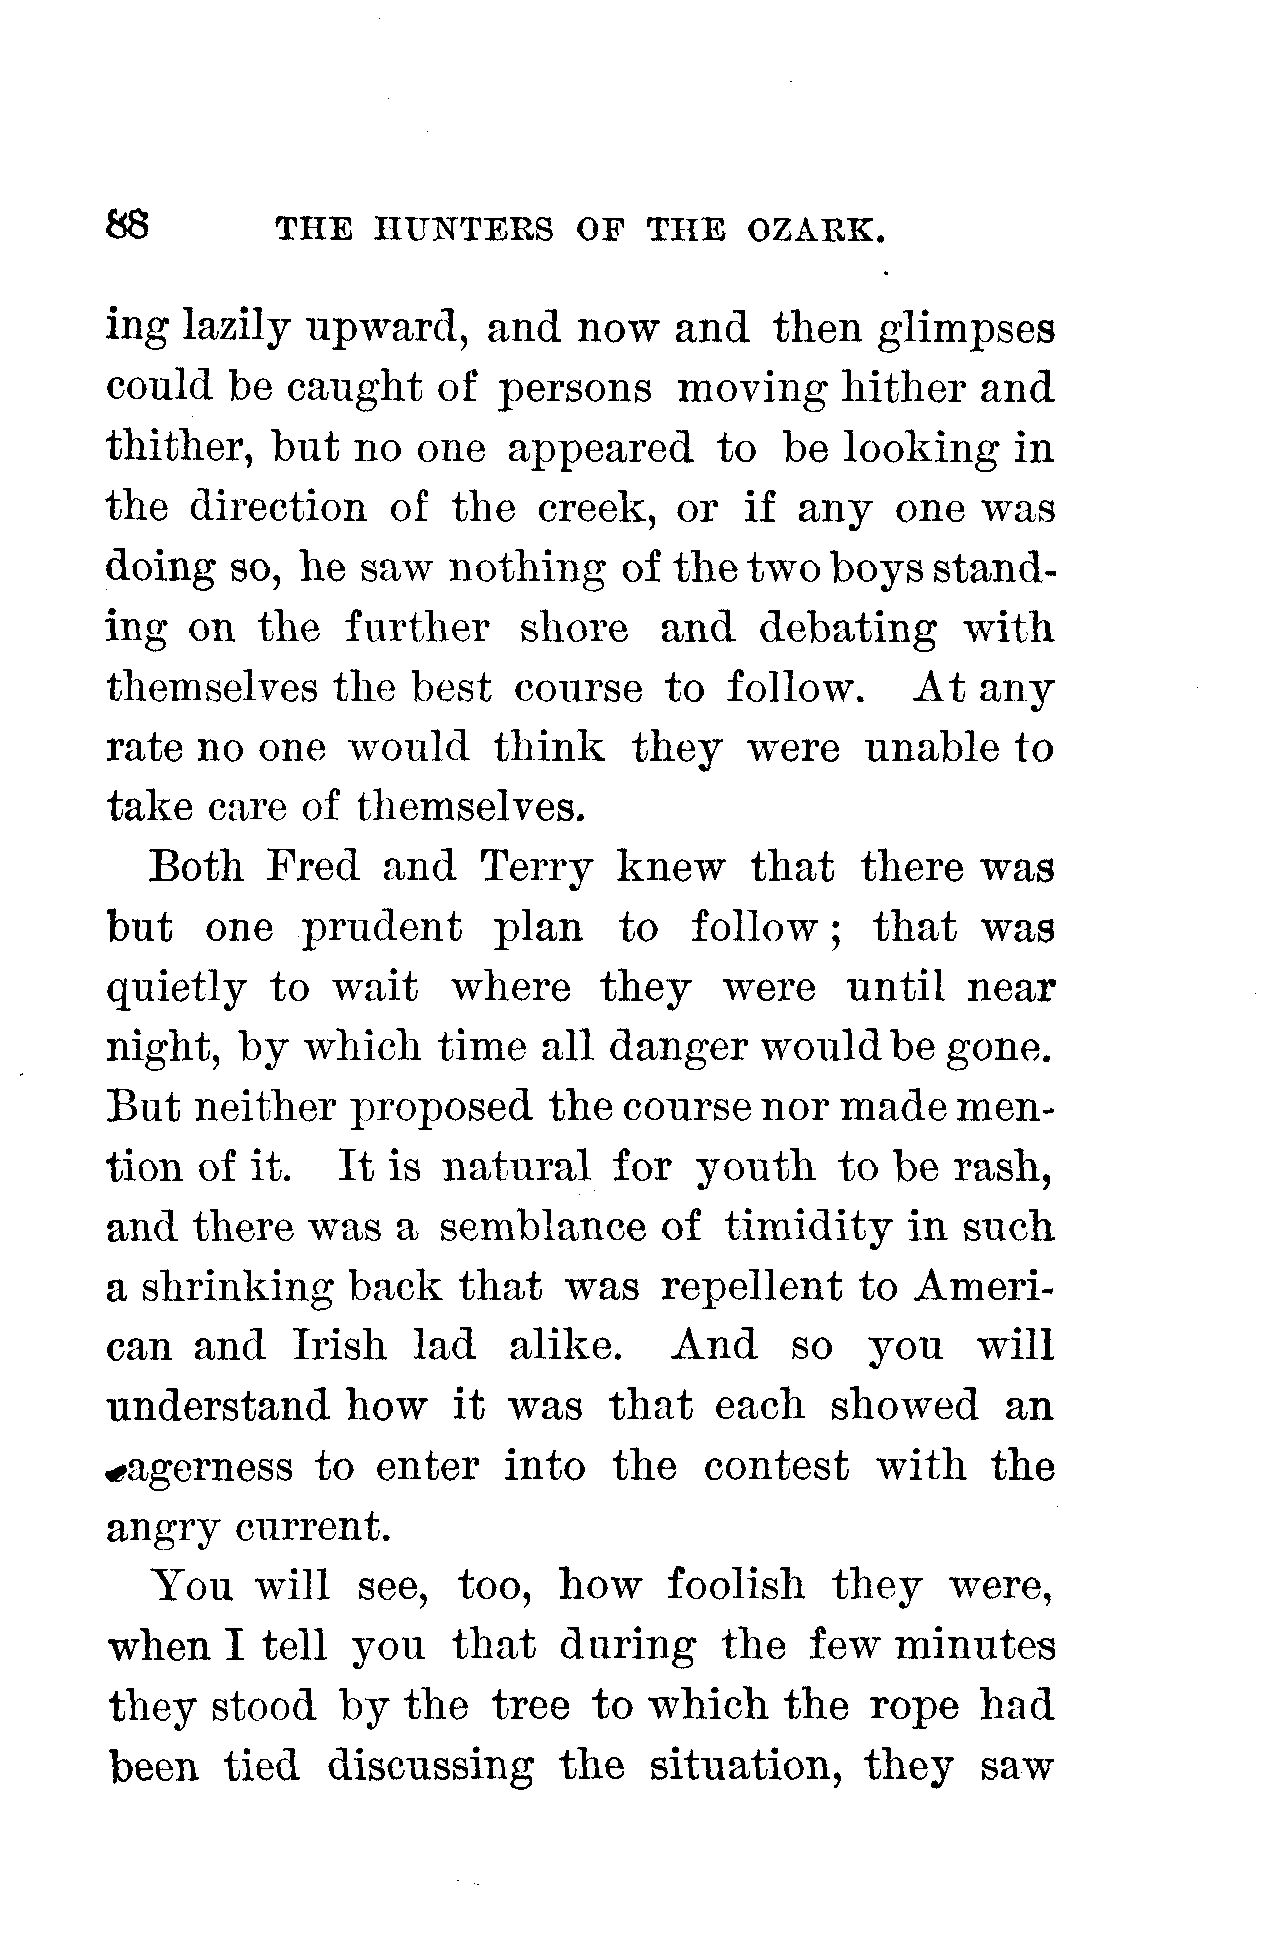 88 THE HUNTERS OF THE OZARK.
ing lazily upward, and now and then glimpses
could be caught of persons moving hither and
thither, but no one appeared to be looking in
the direction of the creek, or if any one was
doing so, he saw nothing of the two boys stand-
ing on the further shore and debating with
themselves the best course to follow. At any
rate no one would think they were unable to
take care of themselves.
Both Fred and Terry knew that there was
but one prudent plan to follow; that was
quietly to wait where they were until near
night, by which time all danger would be gone.
But neither proposed the course nor made men-
tion of it. It is natural for youth to be rash,
and there was a semblance of timidity in such
a shrinking back that was repellent to Ameri-
can and Irish lad alike. And so you will
understand how it was that each showed an
eagerness to enter into the contest with the
angry current.
You will see, too, how foolish they were,
when I tell you that during the few minutes
they stood by the tree to which the rope had
been tied discussing the situation, they saw